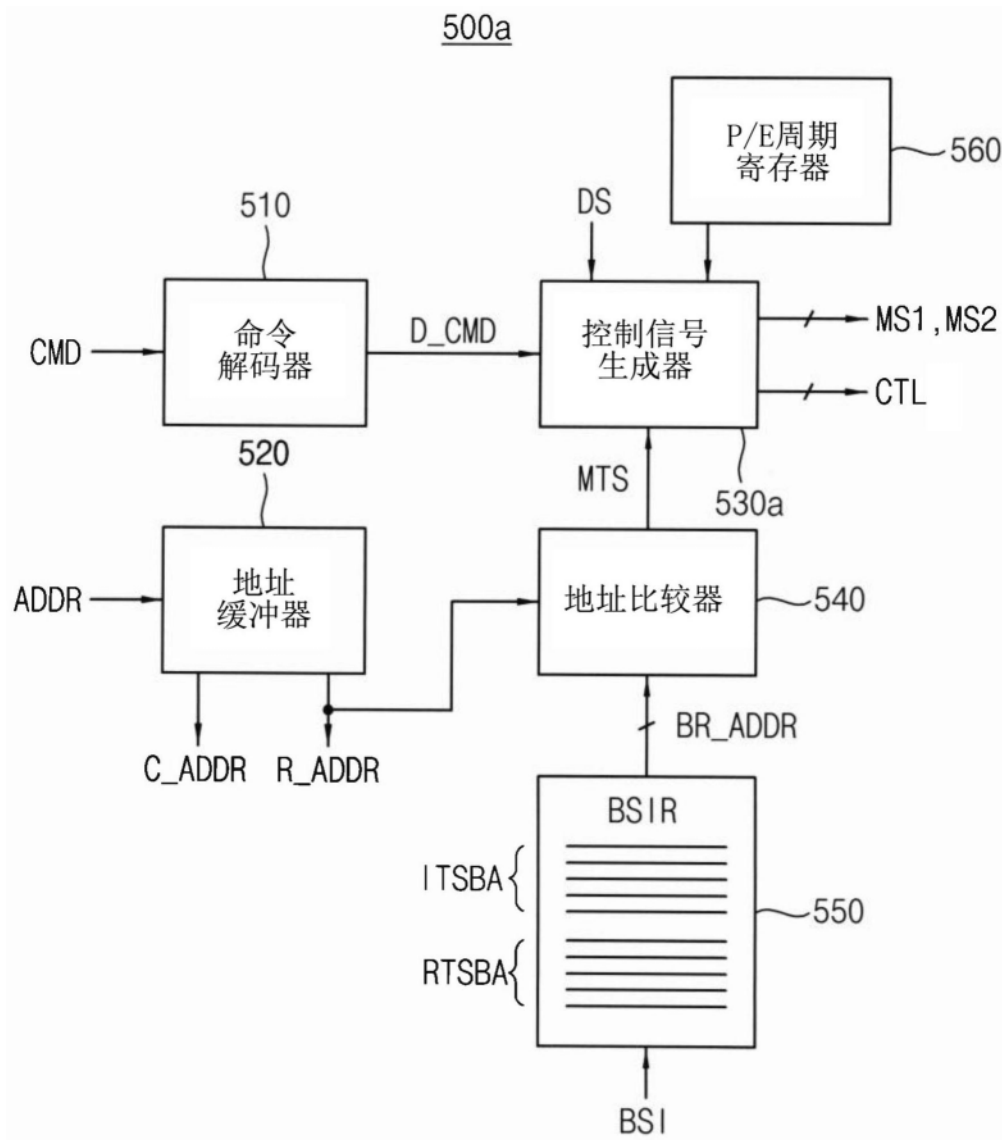 500a
P/E周期
寄存器
560
DS
510
命令
解码器
CMD
D_CMD
控制信号
生成器
MS1,MS2
CTL
530a
MTS
520
地址
缓冲器
ADDR
地址比较器
540
C_ADDR
R_ADDR
BR_ADDR
BSIR
ITSBA
RTSBA
550
BSI